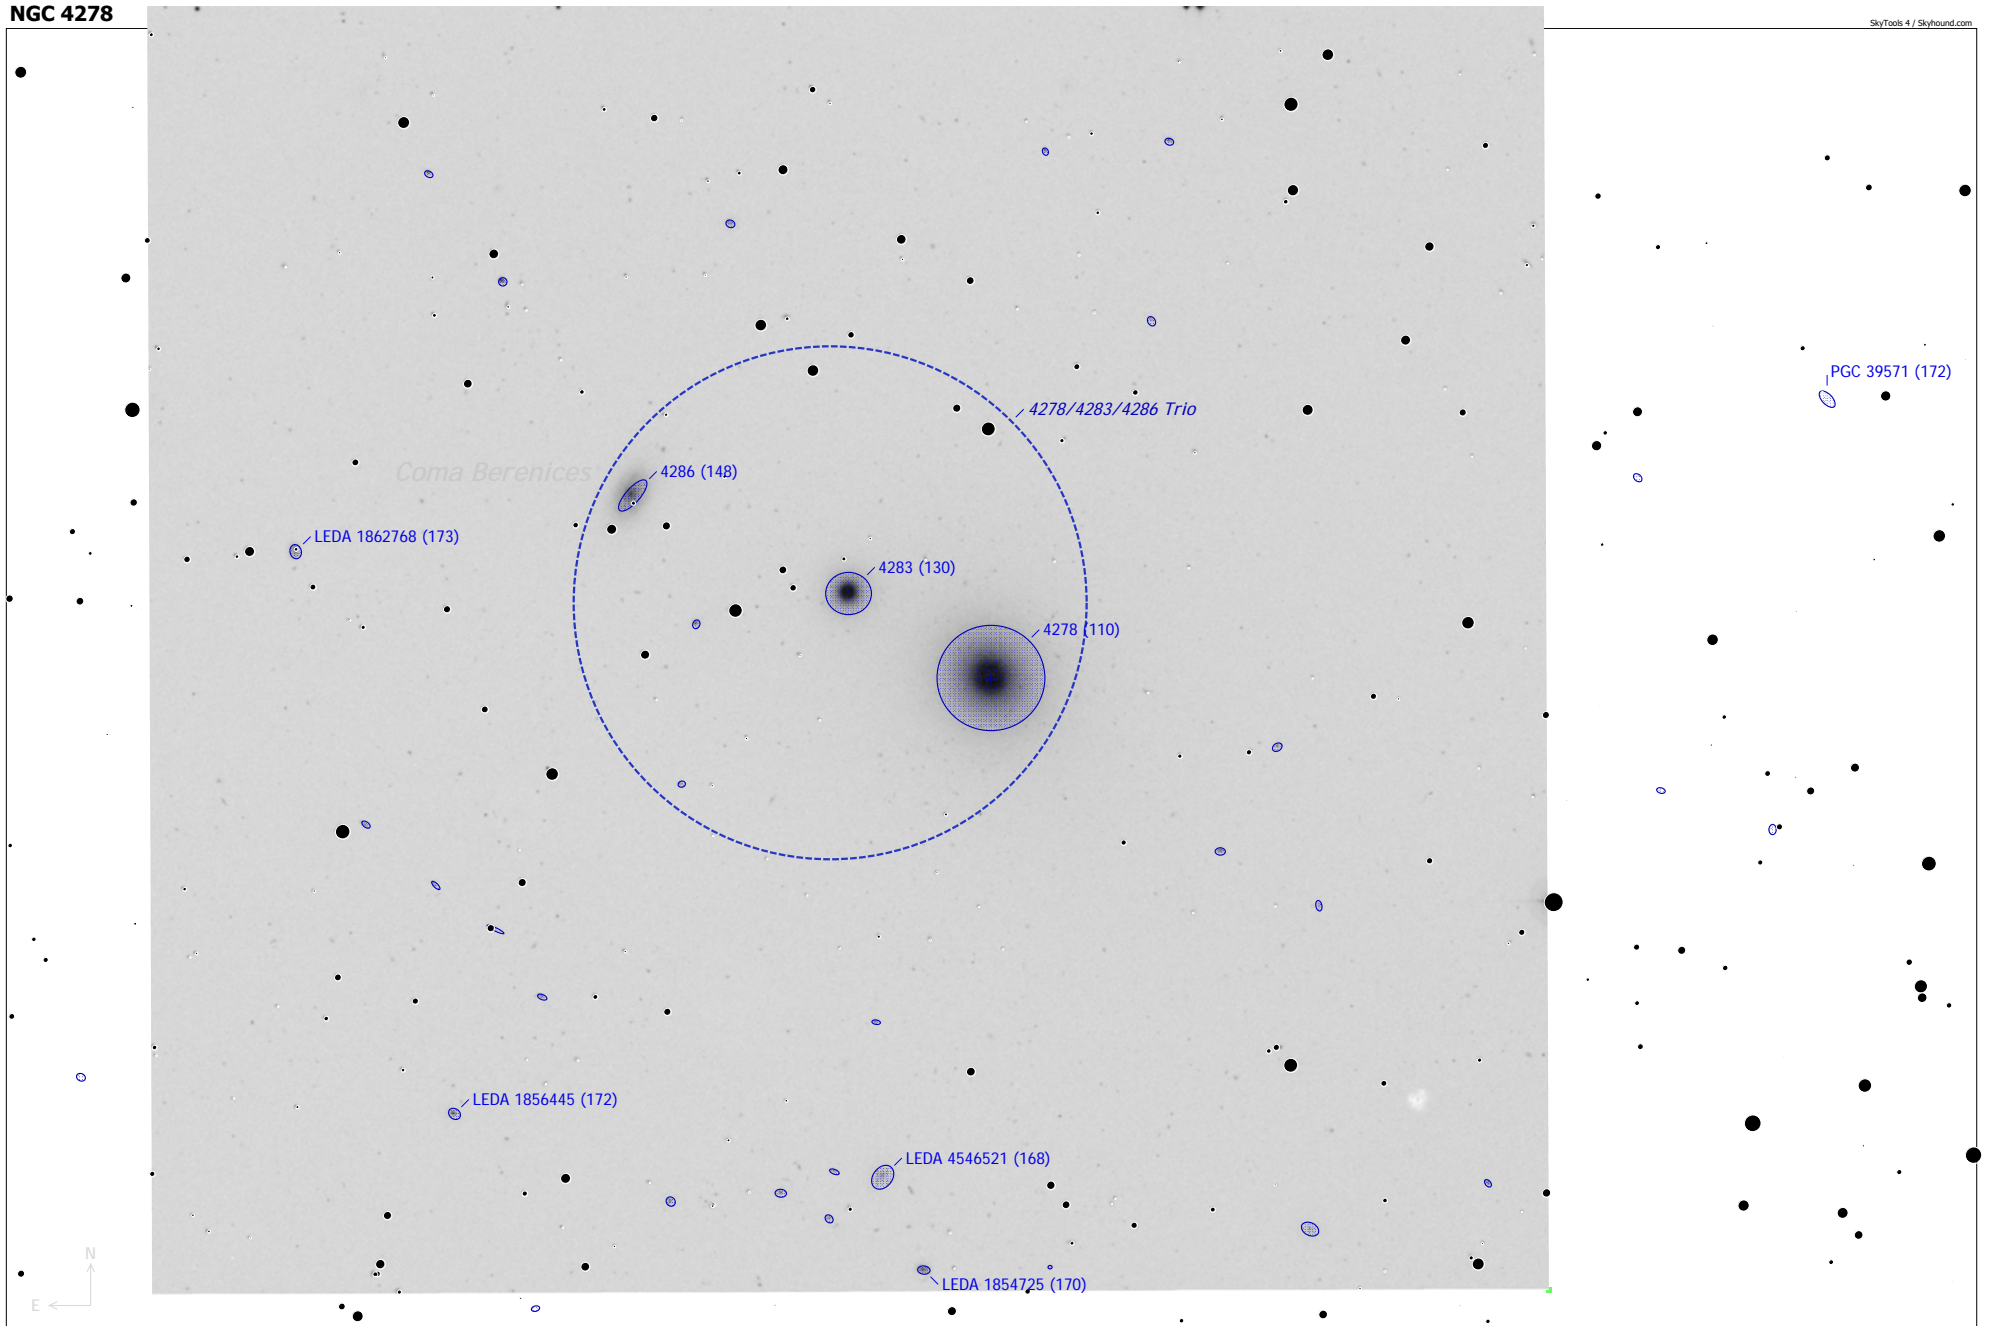 NGC 4278
SkyTools 4 / Skyhound.com
PGC 39571 (172)
4278/4283/4286 Trio
Coma Berenices
4286 (148)
LEDA 1862768 (173)
4283 (130)
4278 (110)
LEDA 1856445 (172)
LEDA 4546521 (168)
N
LEDA 1854725 (170)
E